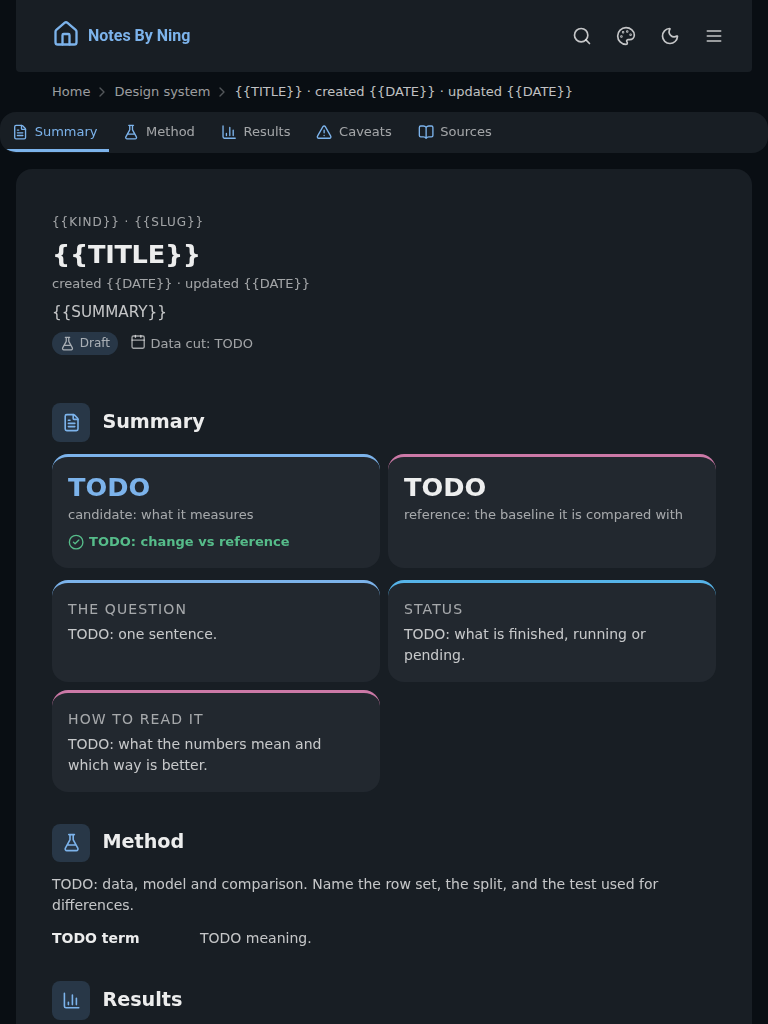 Notes By Ning
Home > Design system > {{TITLE}} · created {{DATE}} · updated {{DATE}}
Summary Method Results Caveats Sources
{{KIND}} · {{SLUG}}
{{TITLE}}
created {{DATE}} · updated {{DATE}}
{{SUMMARY}}
Draft Data cut: TODO
Summary
TODO
candidate: what it measures
TODO: change vs reference
TODO
reference: the baseline it is compared with
THE QUESTION
TODO: one sentence.
STATUS
TODO: what is finished, running or
pending.
HOW TO READ IT
TODO: what the numbers mean and
which way is better.
Method
TODO: data, model and comparison. Name the row set, the split, and the test used for
differences.
TODO term TODO meaning.
Results